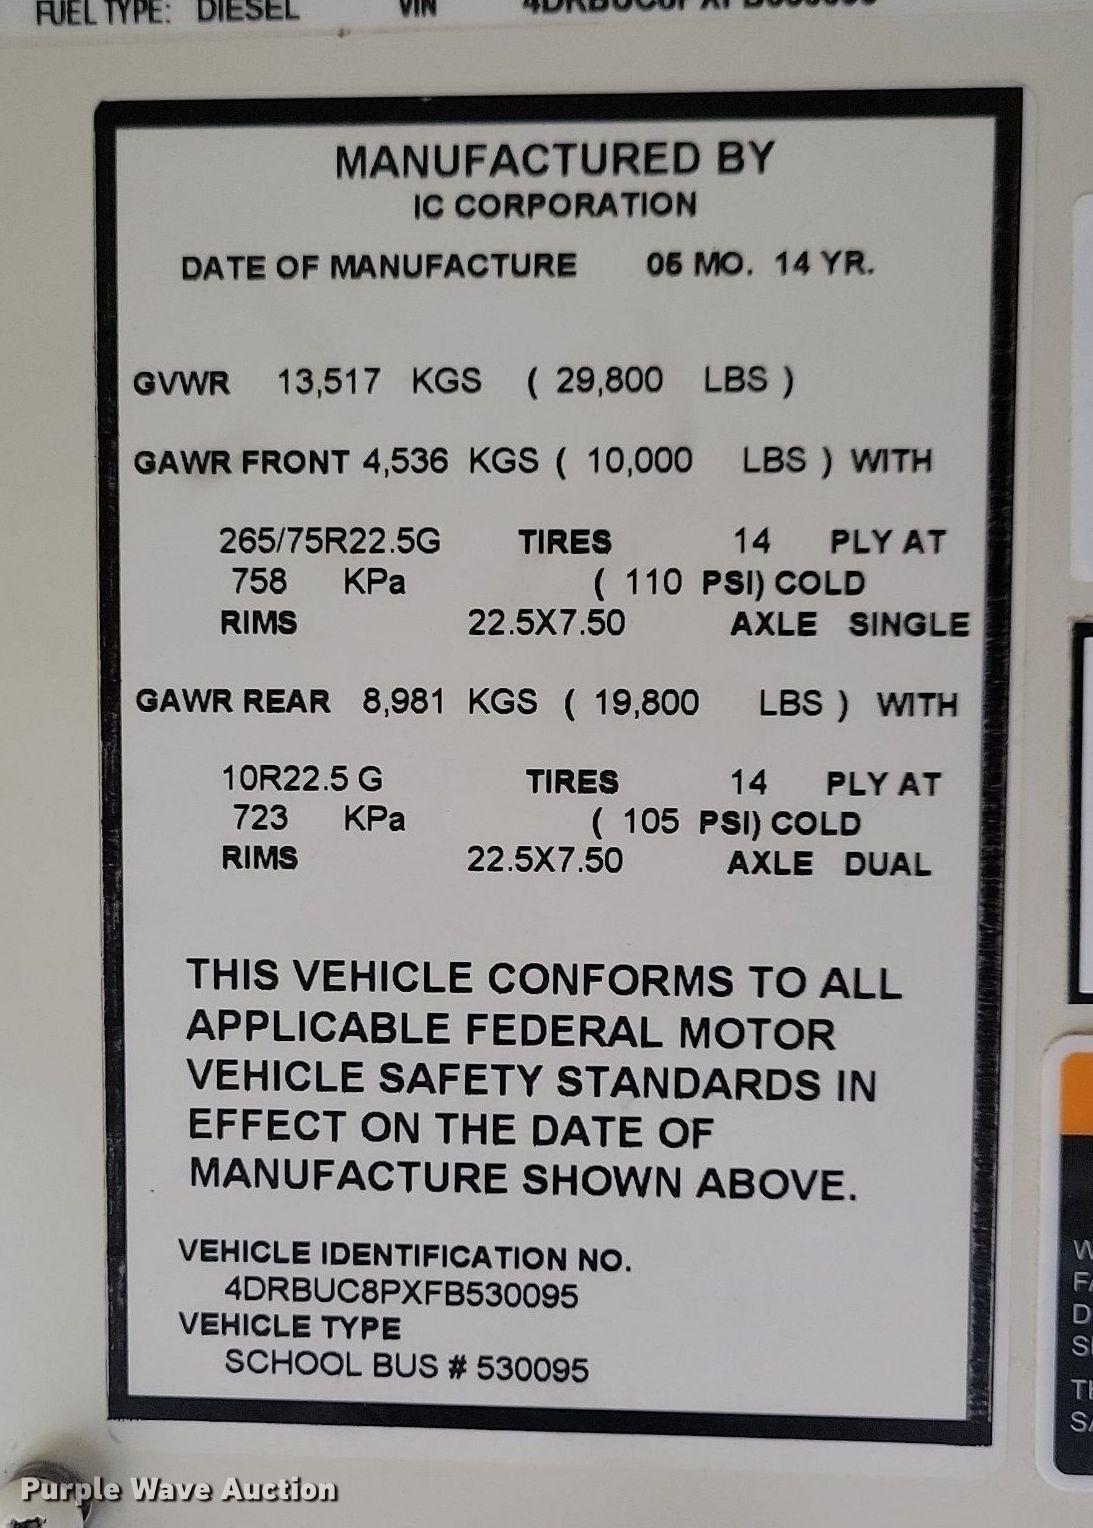 FUEL TYPE: DIESEL VIN
MANUFACTURED BY
IC CORPORATION
DATE OF MANUFACTURE 05 MO. 14 YR.
GVWR 13,517 KGS ( 29,800 LBS )
GAWR FRONT 4,536 KGS ( 10,000 LBS ) WITH
265/75R22.5G TIRES 14 PLY AT
758 KPa ( 110 PSI) COLD
RIMS 22.5X7.50 AXLE SINGLE
GAWR REAR 8,981 KGS ( 19,800 LBS ) WITH
10R22.5 G TIRES 14 PLY AT
723 KPa ( 105 PSI) COLD
RIMS 22.5X7.50 AXLE DUAL
THIS VEHICLE CONFORMS TO ALL
APPLICABLE FEDERAL MOTOR
VEHICLE SAFETY STANDARDS IN
EFFECT ON THE DATE OF
MANUFACTURE SHOWN ABOVE.
VEHICLE IDENTIFICATION NO.
4DRBUC8PXFB530095
VEHICLE TYPE
SCHOOL BUS # 530095
Purple Wave Auction